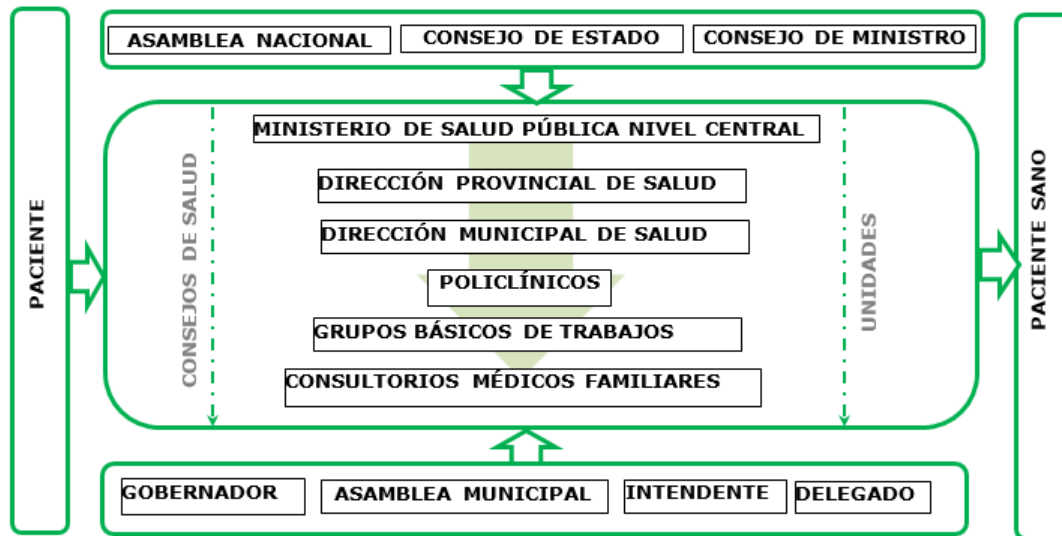 ASAMBLEA NACIONAL
CONSEJO DE ESTADO
CONSEJO DE MINISTRO
PACIENTE
CONSEJOS DE SALUD
MINISTERIO DE SALUD PÚBLICA NIVEL CENTRAL
DIRECCIÓN PROVINCIAL DE SALUD
DIRECCIÓN MUNICIPAL DE SALUD
POLICLÍNICOS
GRUPOS BÁSICOS DE TRABAJOS
CONSULTORIOS MÉDICOS FAMILIARES
UNIDADES
PACIENTE SANO
GOBERNADOR
ASAMBLEA MUNICIPAL
INTENDENTE
DELEGADO